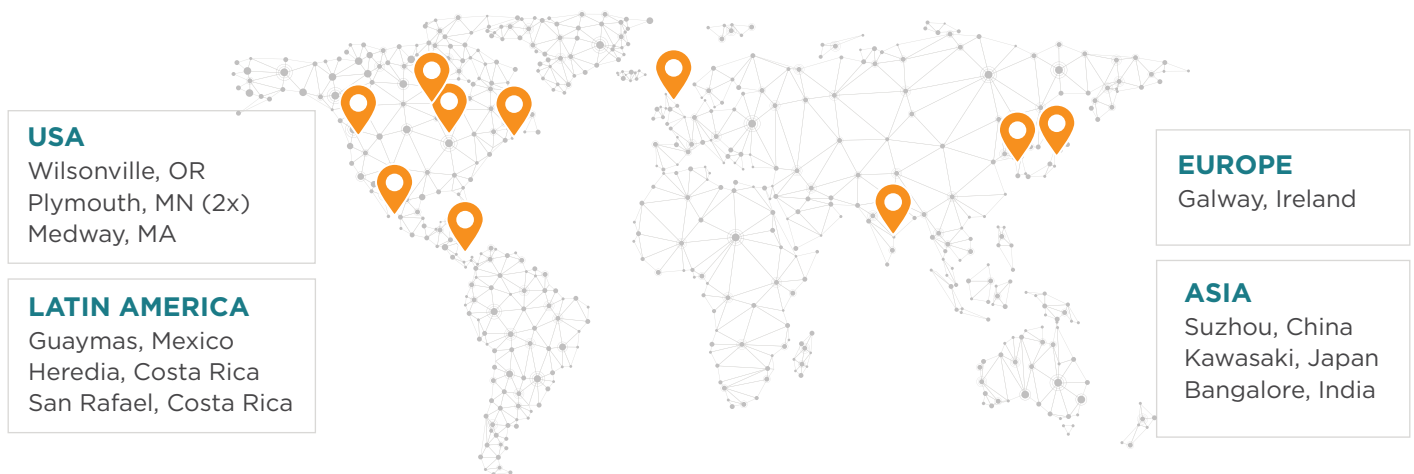 USA
Wilsonville, OR
Plymouth, MN (2x)
Medway, MA
LATIN AMERICA
Guaymas, Mexico
Heredia, Costa Rica
San Rafael, Costa Rica
EUROPE
Galway, Ireland
ASIA
Suzhou, China
Kawasaki, Japan
Bangalore, India